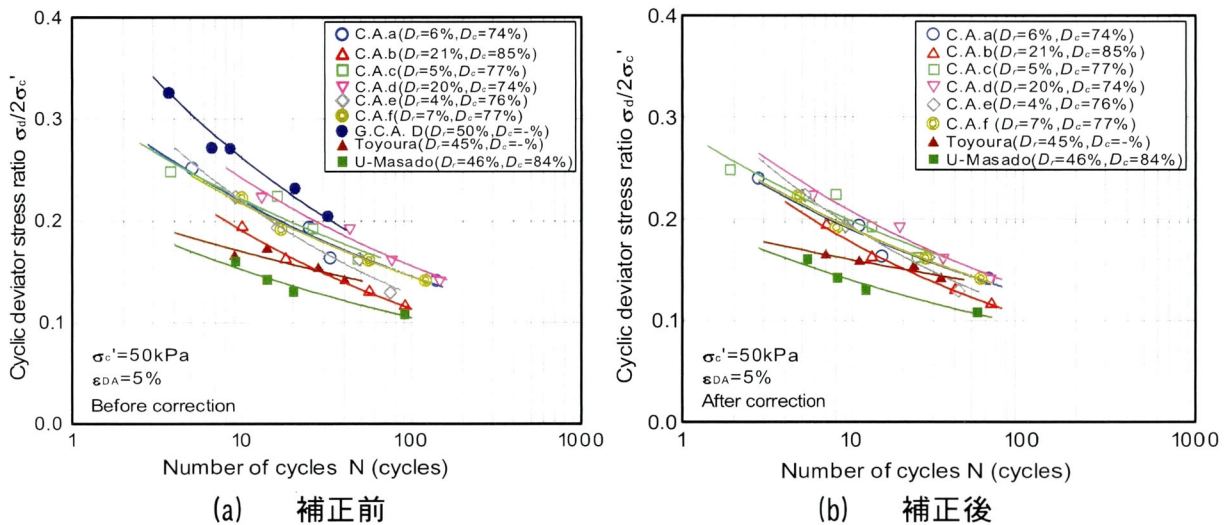 0.4
0.3
0.2
0.1
0.0
Cyclic deviator stress ratio σd/2σc'
C.A.a(Dr=6%,Dc=74%)
C.A.b(Dr=21%,Dc=85%)
C.A.c(Dr=5%,Dc=77%)
C.A.d(Dr=20%,Dc=74%)
C.A.e(Dr=4%,Dc=76%)
C.A.f(Dr=7%,Dc=77%)
G.C.A. D(Dr=50%,Dc=-%)
Toyoura(Dr=45%,Dc=-%)
U-Masado(Dr=46%,Dc=84%)
σc'=50kPa
εDA=5%
Before correction
1 10 100 1000
Number of cycles N (cycles)
(a) 補正前
0.4
0.3
0.2
0.1
0.0
Cyclic deviator stress ratio σd/2σc'
C.A.a(Dr=6%,Dc=74%)
C.A.b(Dr=21%,Dc=85%)
C.A.c(Dr=5%,Dc=77%)
C.A.d(Dr=20%,Dc=74%)
C.A.e(Dr=4%,Dc=76%)
C.A.f (Dr=7%,Dc=77%)
Toyoura(Dr=45%,Dc=-%)
U-Masado(Dr=46%,Dc=84%)
σc'=50kPa
εDA=5%
After correction
1 10 100 1000
Number of cycles N (cycles)
(b) 補正後